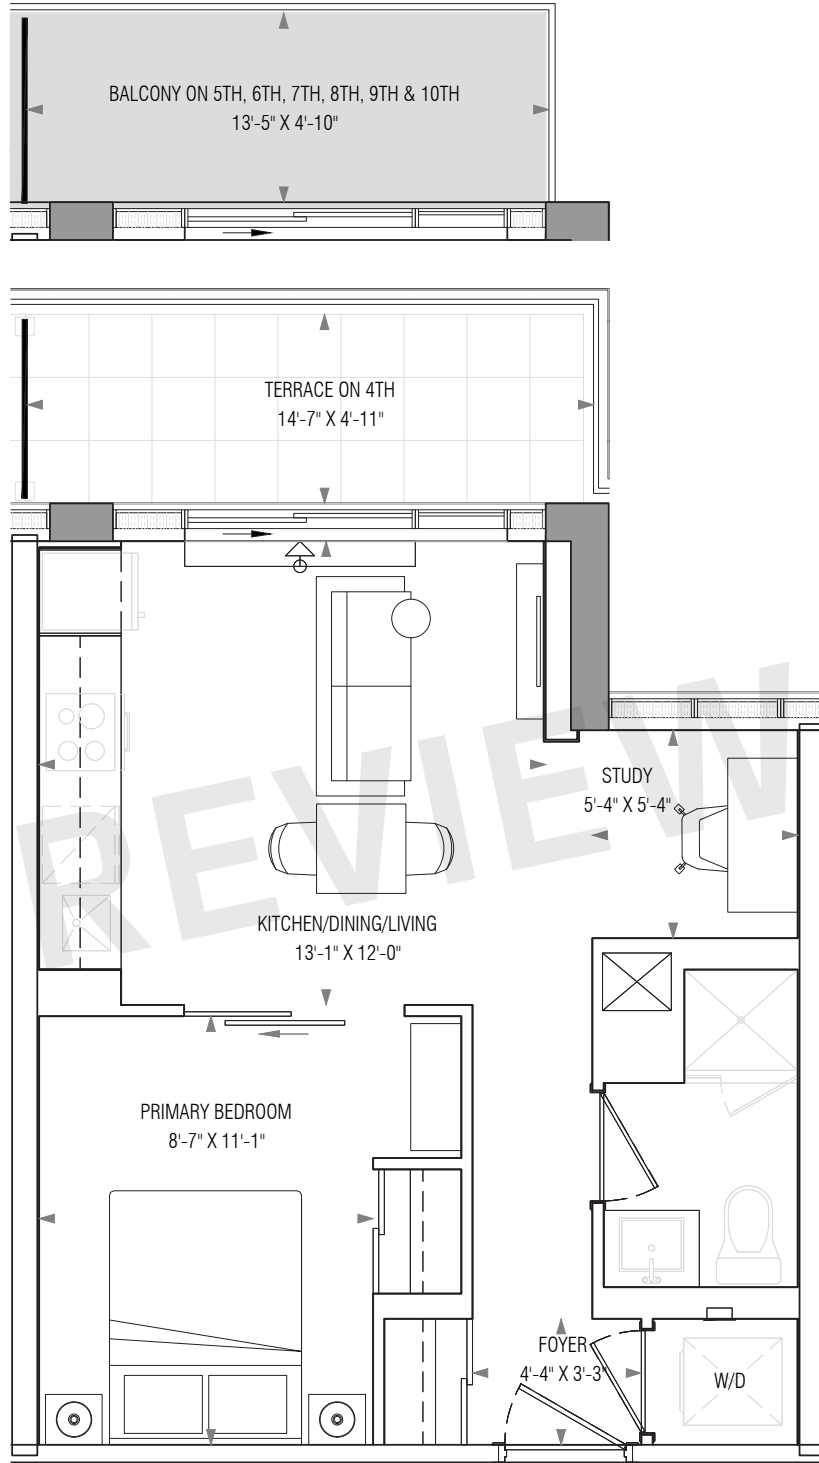 BALCONY ON 5TH, 6TH, 7TH, 8TH, 9TH & 10TH
13'-5" X 4'-10"
TERRACE ON 4TH
14'-7" X 4'-11"
STUDY
5'-4" X 5'-4"
REVIEW
KITCHEN/DINING/LIVING
13'-1" X 12'-0"
PRIMARY BEDROOM
8'-7" X 11'-1"
FOYER
4'-4" X 3'-3"
W/D